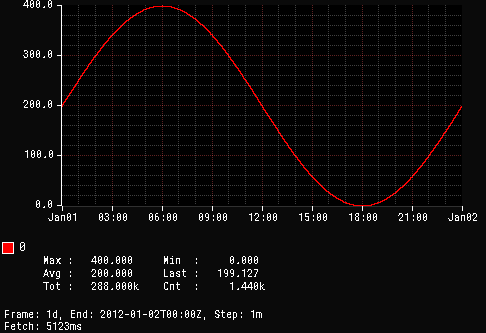 400.0
300.0
200.0
100.0
0.0
Jan01 03:00 06:00 09:00 12:00 15:00 18:00 21:00 Jan02
0
Max : 400.000 Min : 0.000
Avg : 200.000 Last : 199.127
Tot : 288.000k Cnt : 1.440k
Frame: 1d, End: 2012-01-02T00:00Z, Step: 1m
Fetch: 5123ms